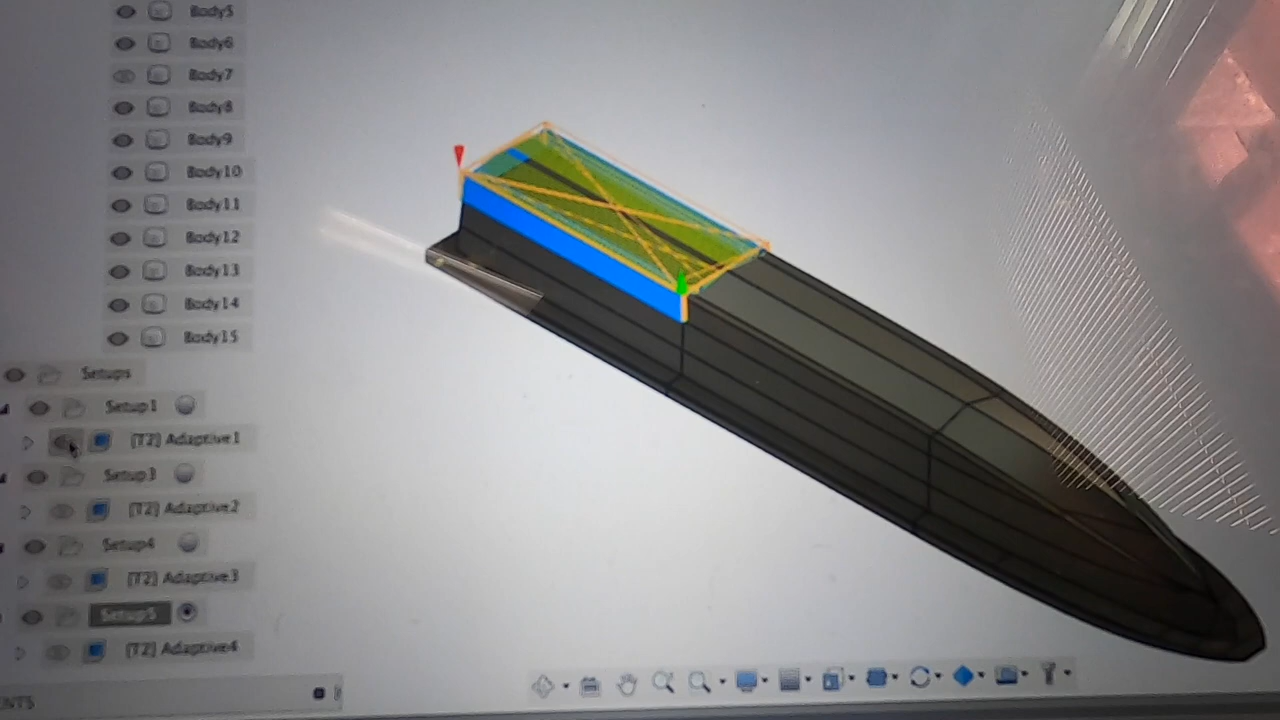 Body5
Body6
Body7
Body8
Body9
Body10
Body11
Body12
Body13
Body14
Body15
Setups
Setup1
[T2] Adaptive1
Setup3
[T2] Adaptive2
Setup4
[T2] Adaptive3
Setup5
[T2] Adaptive4
ENTS